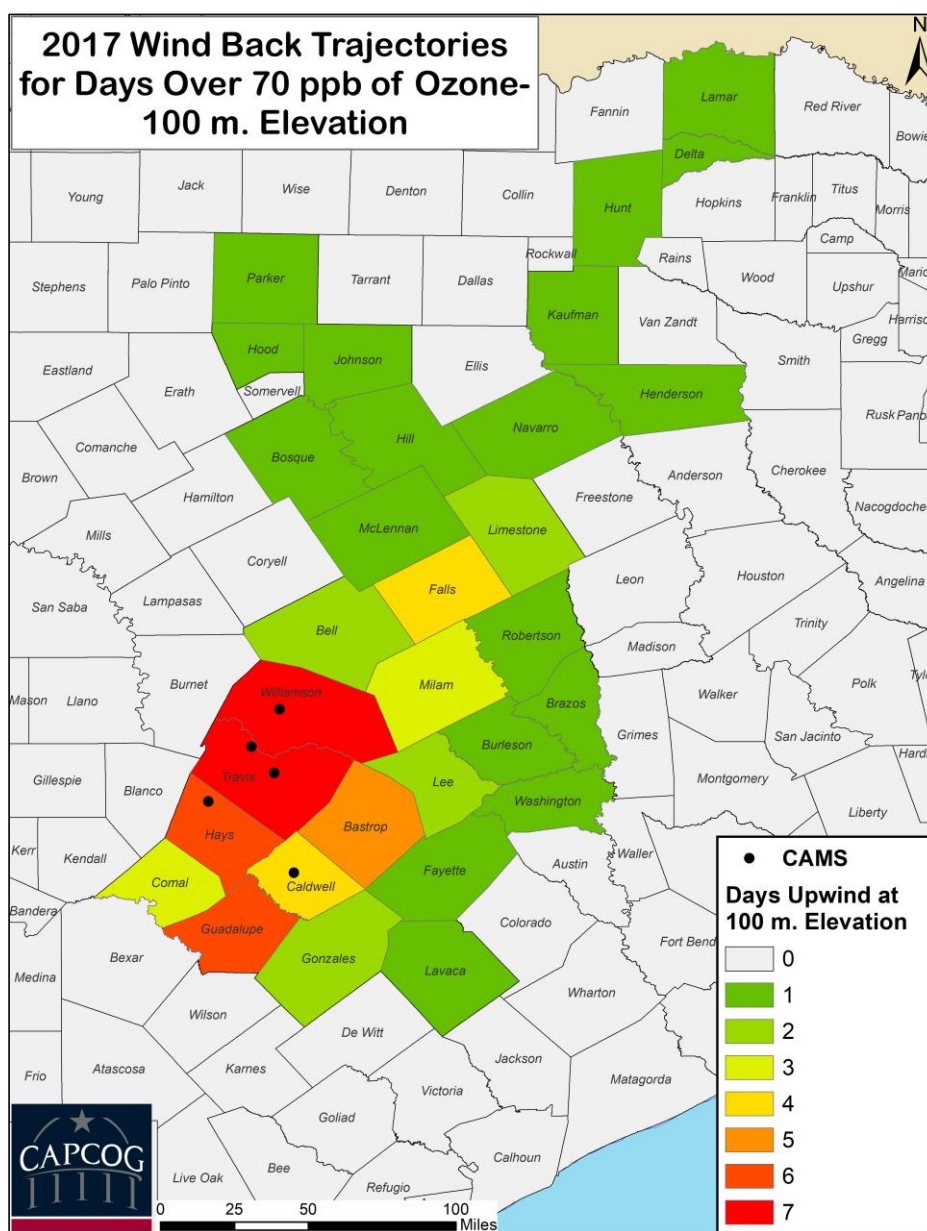 2017 Wind Back Trajectories
for Days Over 70 ppb of Ozone-
100 m. Elevation
N
Fannin
Lamar
Red River
Bowie
Delta
Young
Jack
Wise
Denton
Collin
Hunt
Hopkins
Franklin
Titus
Morris
Camp
Rockwall
Rains
Wood
Upshur
Stephens
Palo Pinto
Parker
Tarrant
Dallas
Kaufman
Van Zandt
Gregg
Eastland
Erath
Hood
Johnson
Somervell
Ellis
Henderson
Smith
Rusk
Comanche
Bosque
Hill
Navarro
Brown
Hamilton
Freestone
Anderson
Cherokee
Nacogdoche
Mills
McLennan
Limestone
Coryell
San Saba
Lampasas
Falls
Leon
Houston
Angelina
Bell
Robertson
Trinity
Madison
Mason
Llano
Burnet
Williamson
Milam
Brazos
Walker
Polk
Grimes
San Jacinto
Gillespie
Blanco
Travis
Lee
Burleson
Montgomery
Washington
Liberty
Kerr
Kendall
Hays
Bastrop
Austin
Waller
Comal
Caldwell
Fayette
Bandera
Guadalupe
Colorado
Fort Bend
Medina
Bexar
Gonzales
Lavaca
Wilson
Wharton
De Witt
Frio
Atascosa
Karnes
Jackson
Matagorda
Victoria
Goliad
Live Oak
Bee
Calhoun
Refugio
CAMS
Days Upwind at
100 m. Elevation
0
1
2
3
4
5
6
7
CAPCOG
0 25 50 100
Miles